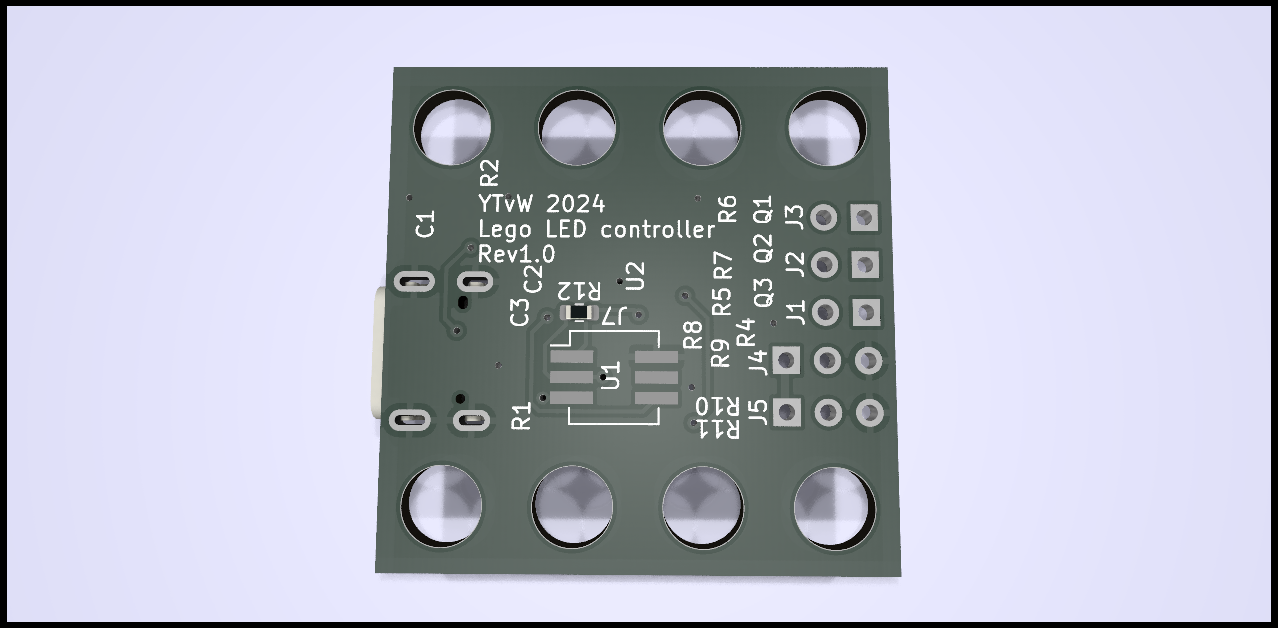 R2
YTvW 2024
Lego LED controller
Rev1.0
C1
R6
Q1
J3
C2
R12
U2
R7
Q2
J2
C3
J7
R5
Q3
J1
R8
R9
R4
J4
U1
R1
R10
R11
J5